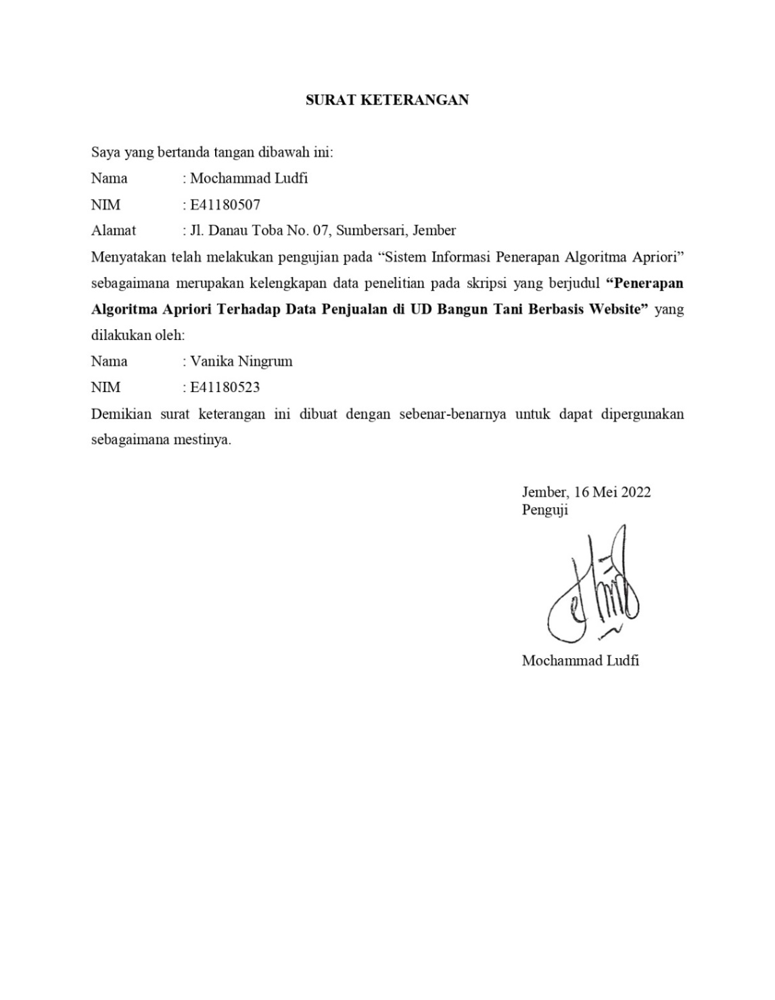 SURAT KETERANGAN
Saya yang bertanda tangan dibawah ini:
Nama : Mochammad Ludfi
NIM : E41180507
Alamat : Jl. Danau Toba No. 07, Sumbersari, Jember
Menyatakan telah melakukan pengujian pada “Sistem Informasi Penerapan Algoritma Apriori”
sebagaimana merupakan kelengkapan data penelitian pada skripsi yang berjudul “Penerapan
Algoritma Apriori Terhadap Data Penjualan di UD Bangun Tani Berbasis Website” yang
dilakukan oleh:
Nama : Vanika Ningrum
NIM : E41180523
Demikian surat keterangan ini dibuat dengan sebenar-benarnya untuk dapat dipergunakan
sebagaimana mestinya.
Jember, 16 Mei 2022
Penguji
Mochammad Ludfi